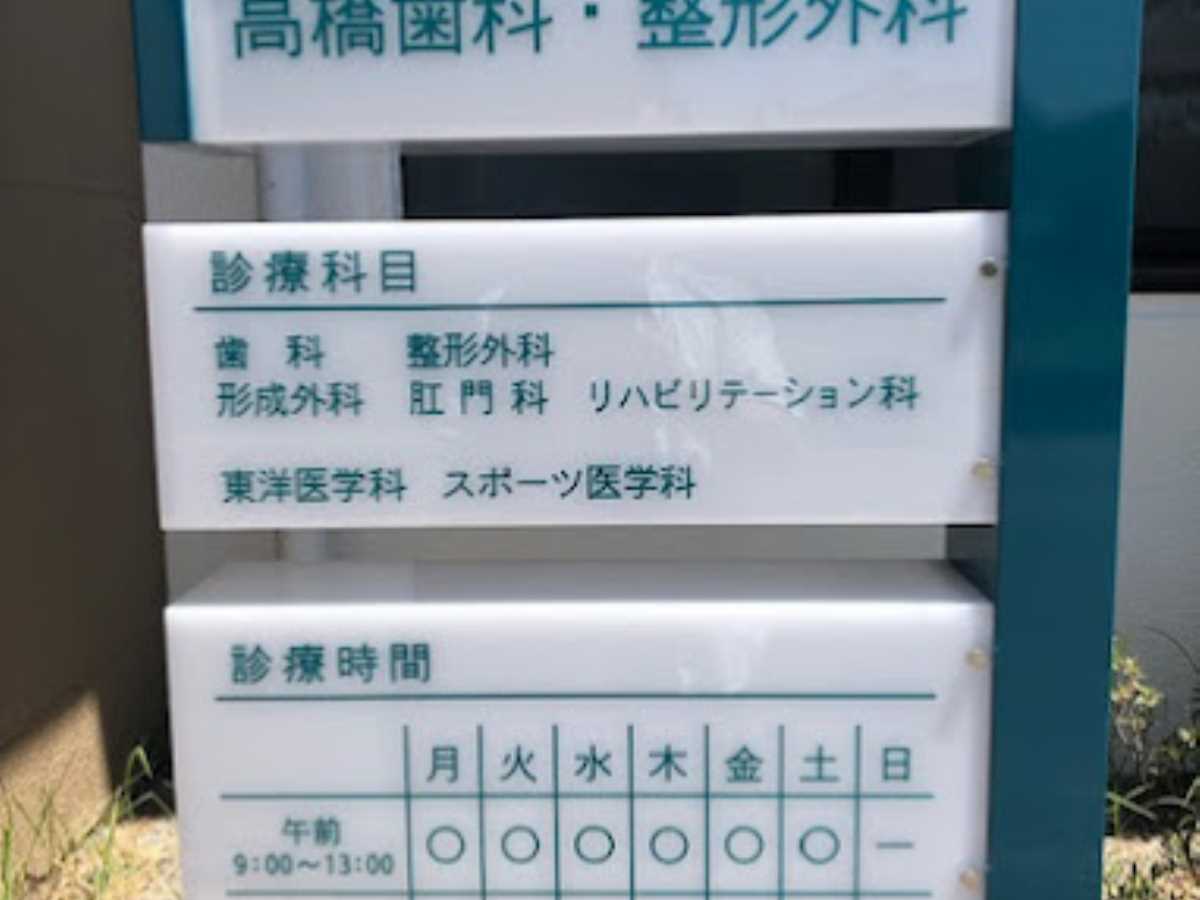 高橋歯科・整形外科
診療科目
歯 科 整形外科
形成外科 肛門科 リハビリテーション科
東洋医学科 スポーツ医学科
診療時間
月 火 水 木 金 土 日
午前
9:00～13:00 ○ ○ ○ ○ ○ ○ ー